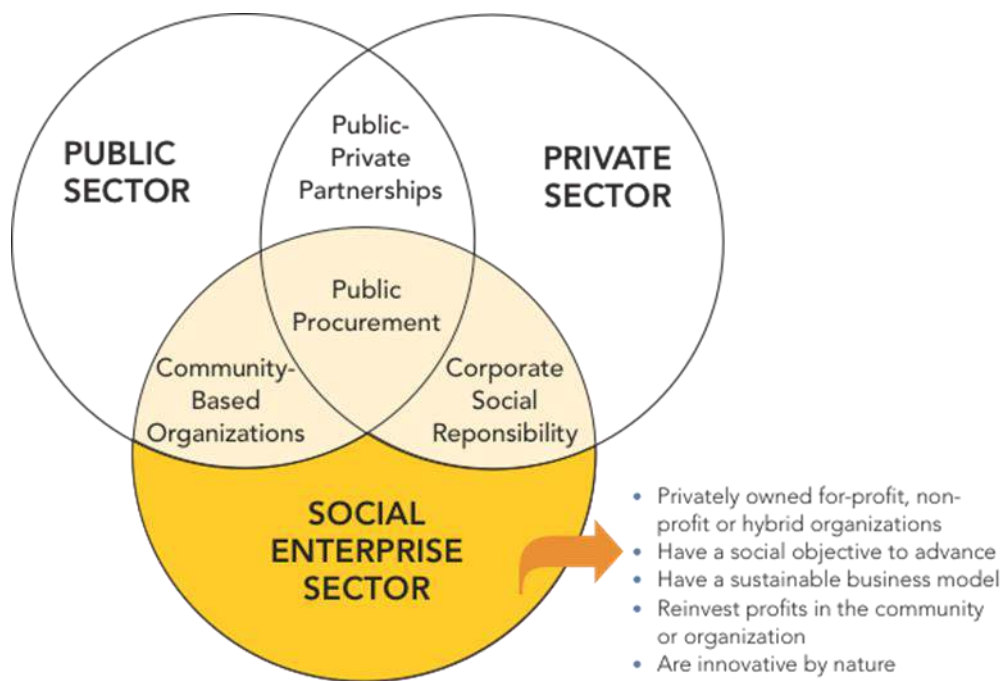 PUBLIC
SECTOR
Public-
Private
Partnerships
PRIVATE
SECTOR
Public
Procurement
Community-
Based
Organizations
Corporate
Social
Reponsibility
SOCIAL
ENTERPRISE
SECTOR
• Privately owned for-profit, non-
profit or hybrid organizations
• Have a social objective to advance
• Have a sustainable business model
• Reinvest profits in the community
or organization
• Are innovative by nature